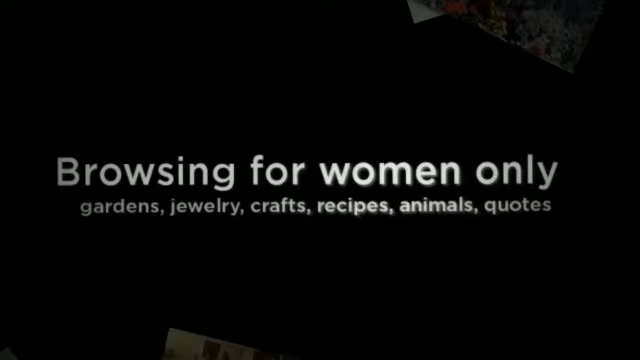 Browsing for women only
gardens, jewelry, crafts, recipes, animals, quotes